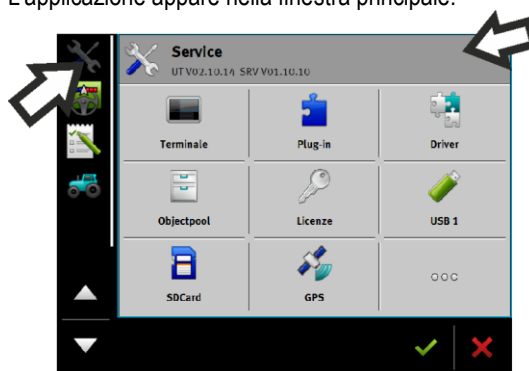 L'applicazione appare nella finestra principale.
Service
UT V02.10.14 SRV V01.10.10
Terminale
Plug-in
Driver
Objectpool
Licenze
USB 1
SDCard
GPS